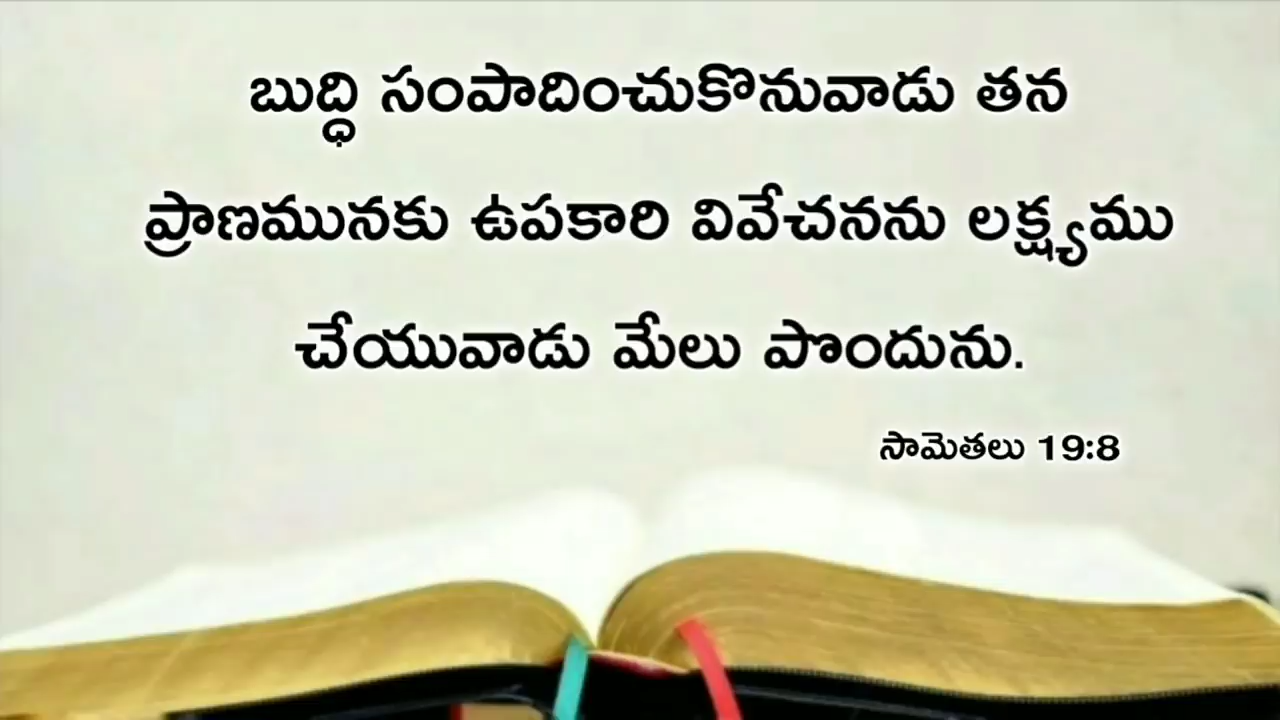 బుద్ధి సంపాదించుకొనువాడు తన
ప్రాణమునకు ఉపకారి వివేచనను లక్ష్యము
చేయువాడు మేలు పొందును.
సామెతలు 19:8